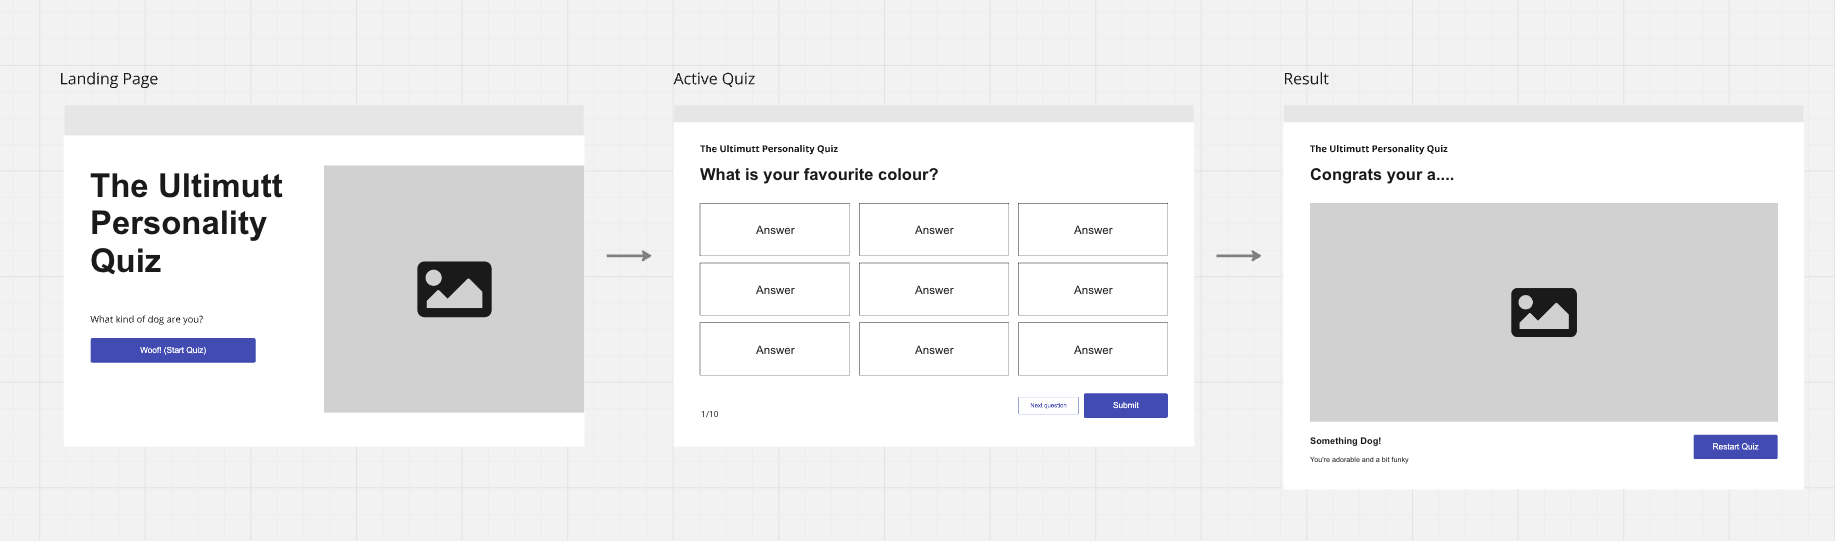 Landing Page
The Ultimutt
Personality
Quiz
What kind of dog are you?
Woof! (Start Quiz)
Active Quiz
The Ultimutt Personality Quiz
What is your favourite colour?
Answer
Answer
Answer
Answer
Answer
Answer
Answer
Answer
Answer
1/10
Next question
Submit
Result
The Ultimutt Personality Quiz
Congrats your a....
Something Dog!
You're adorable and a bit funky
Restart Quiz